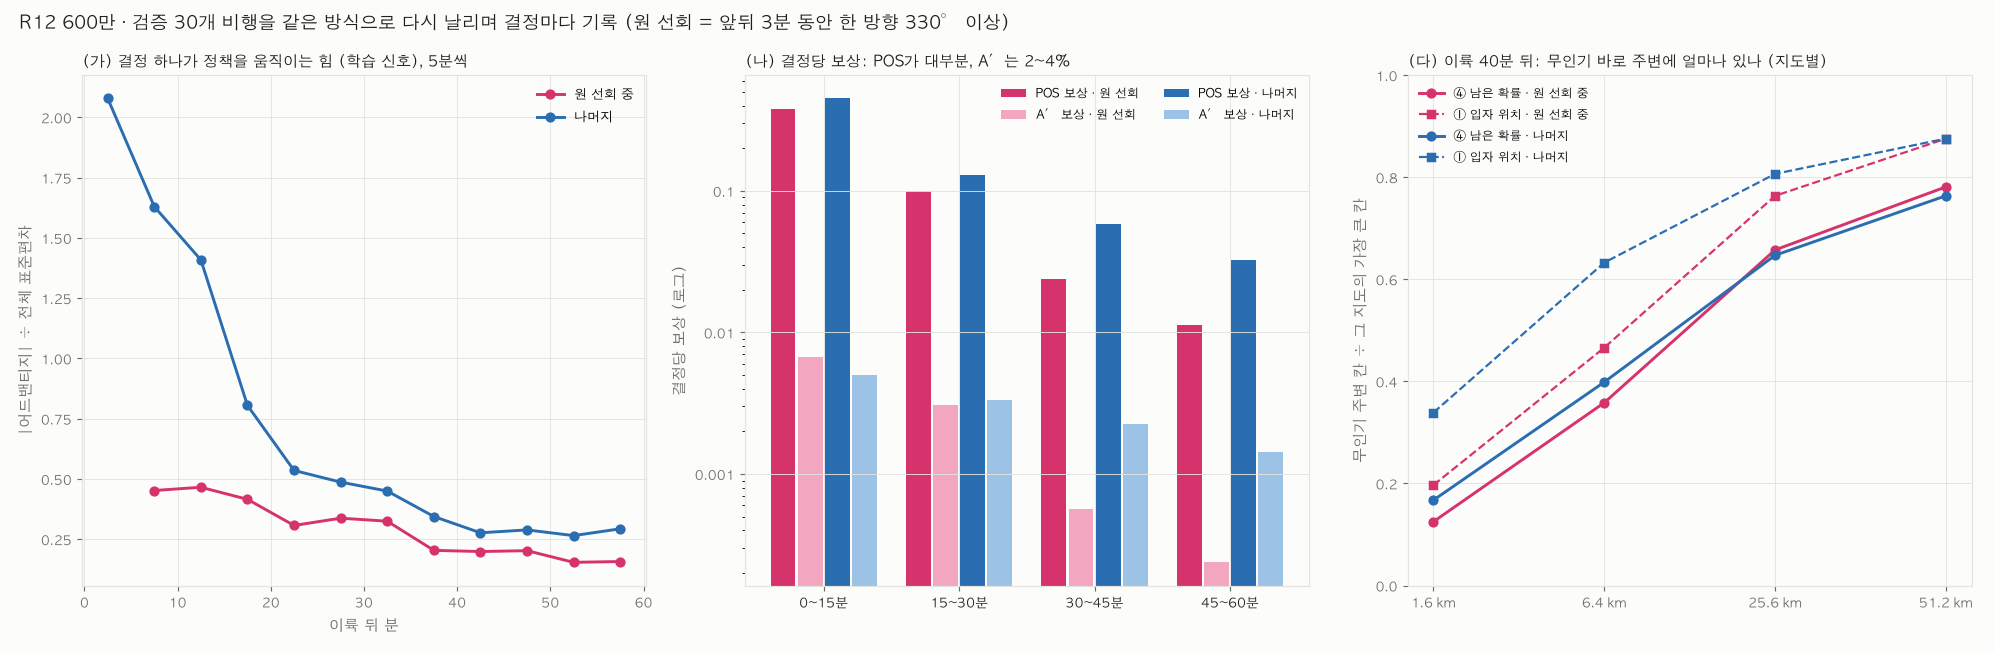 R12 600만 · 검증 30개 비행을 같은 방식으로 다시 날리며 결정마다 기록 (원 선회 = 앞뒤 3분 동안 한 방향 330° 이상)
(가) 결정 하나가 정책을 움직이는 힘 (학습 신호), 5분씩
|어드밴티지| ÷ 전체 표준편차
2.00
1.75
1.50
1.25
1.00
0.75
0.50
0.25
원 선회 중
나머지
0
10
20
30
40
50
60
이륙 뒤 분
(나) 결정당 보상: POS가 대부분, A′ 는 2~4%
결정당 보상 (로그)
0.1
0.01
0.001
POS 보상 · 원 선회
A′ 보상 · 원 선회
POS 보상 · 나머지
A′ 보상 · 나머지
0~15분
15~30분
30~45분
45~60분
(다) 이륙 40분 뒤: 무인기 바로 주변에 얼마나 있나 (지도별)
무인기 주변 칸 ÷ 그 지도의 가장 큰 칸
1.0
0.8
0.6
0.4
0.2
0.0
④ 남은 확률 · 원 선회 중
① 입자 위치 · 원 선회 중
④ 남은 확률 · 나머지
① 입자 위치 · 나머지
1.6 km
6.4 km
25.6 km
51.2 km